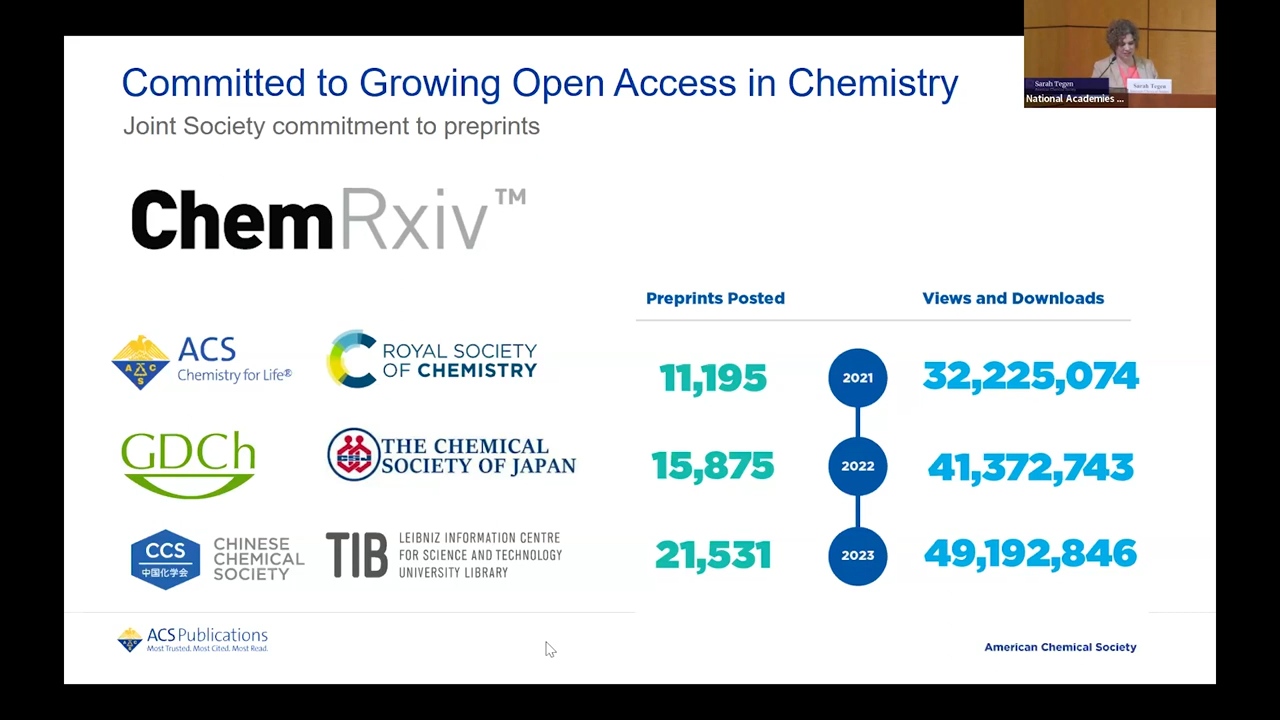 Committed to Growing Open Access in Chemistry
Joint Society commitment to preprints
ChemRxiv™
ACS
Chemistry for Life®
A C C S
ROYAL SOCIETY
OF CHEMISTRY
GDCh
CSJ
THE CHEMICAL
SOCIETY OF JAPAN
CCS
中国化学会
CHINESE
CHEMICAL
SOCIETY
TIB
LEIBNIZ INFORMATION CENTRE
FOR SCIENCE AND TECHNOLOGY
UNIVERSITY LIBRARY
Preprints Posted
Views and Downloads
11,195 2021 32,225,074
15,875 2022 41,372,743
21,531 2023 49,192,846
ACS Publications
Most Trusted. Most Cited. Most Read.
American Chemical Society
Sarah Tegen
Sarah Tegen
National Academies ...